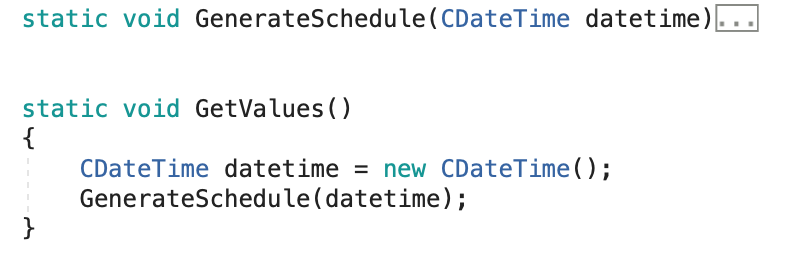 static void GenerateSchedule(CDateTime datetime)...
static void GetValues()
{
CDateTime datetime = new CDateTime();
GenerateSchedule(datetime);
}